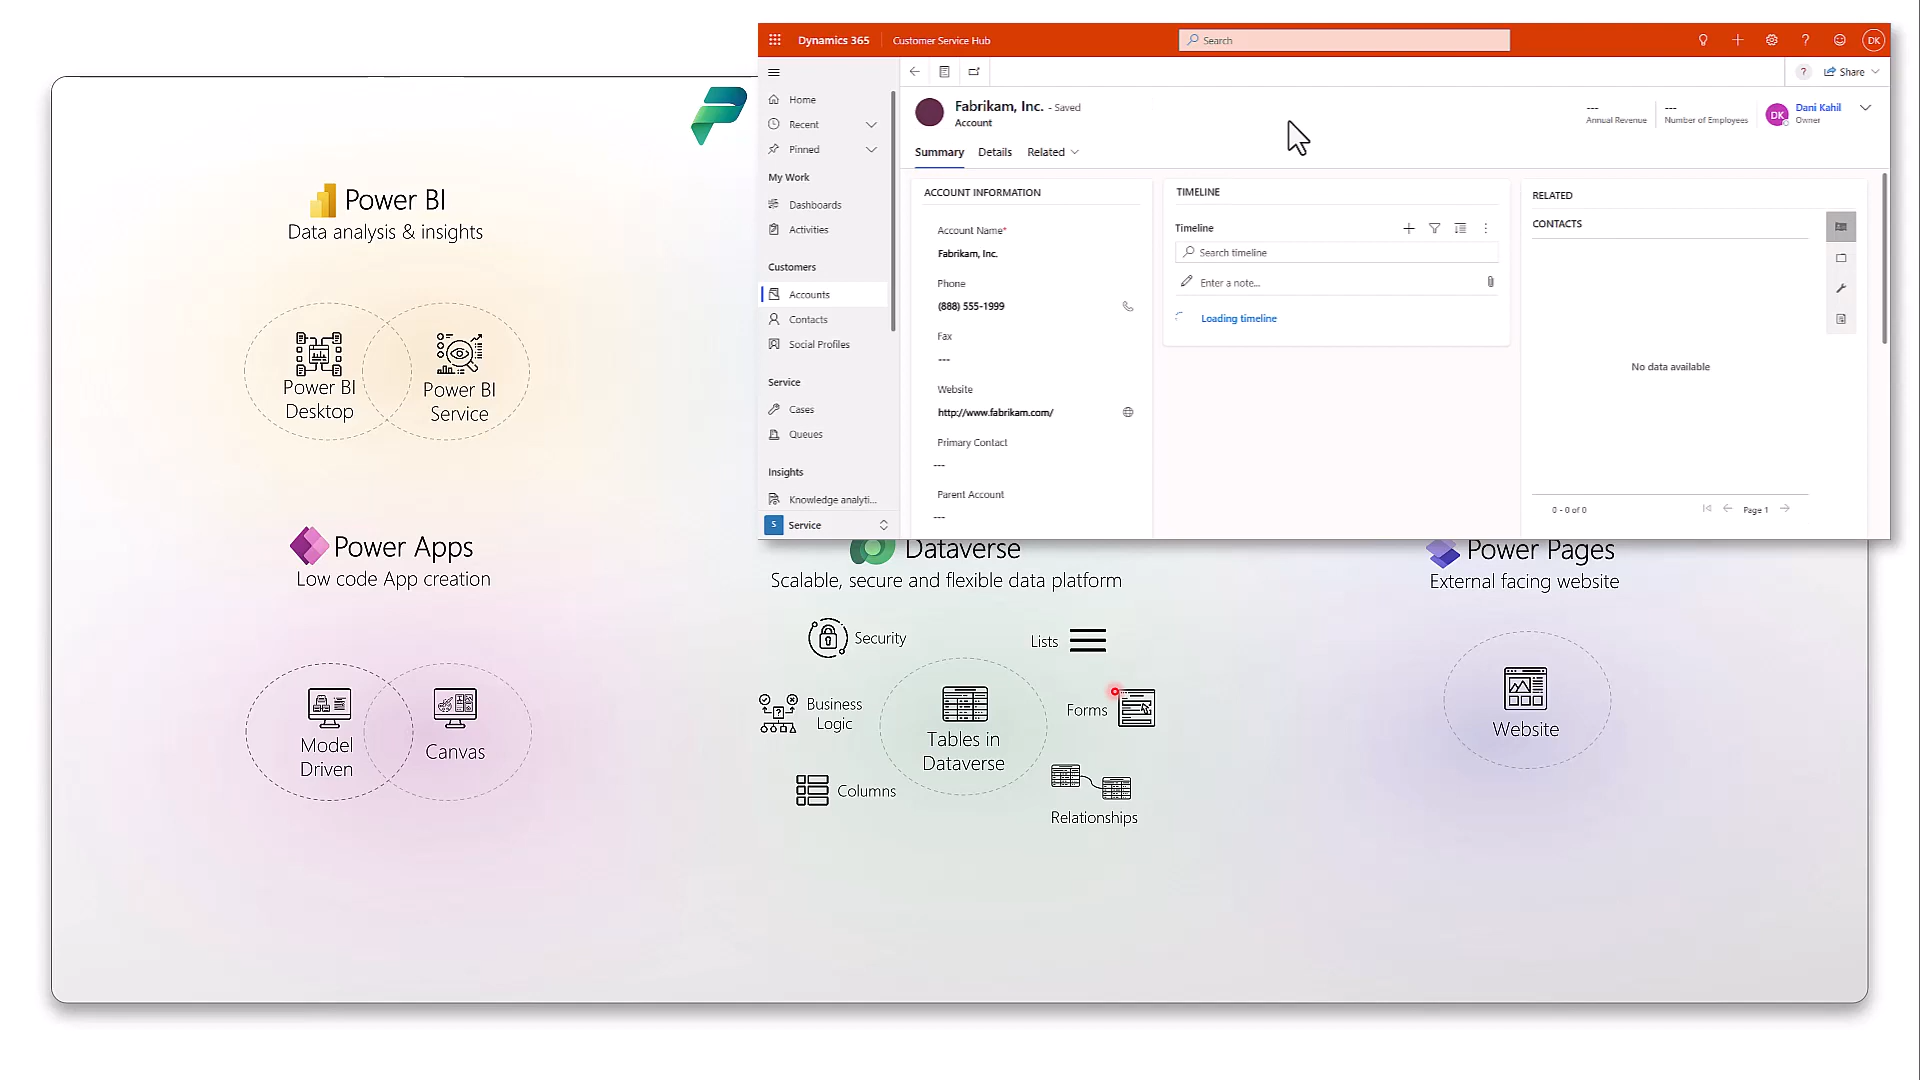 Dynamics 365
Customer Service Hub
Search
DK
Share
Home
Recent
Pinned
My Work
Dashboards
Activities
Customers
Accounts
Contacts
Social Profiles
Service
Cases
Queues
Insights
Knowledge analyti...
S
Service
Fabrikam, Inc. - Saved
Account
---
Annual Revenue
---
Number of Employees
DK
Dani Kahil
Owner
Summary
Details
Related
ACCOUNT INFORMATION
Account Name*
Fabrikam, Inc.
Phone
(888) 555-1999
Fax
---
Website
http://www.fabrikam.com/
Primary Contact
---
Parent Account
---
TIMELINE
Timeline
Search timeline
Enter a note...
Loading timeline
RELATED
CONTACTS
No data available
0 - 0 of 0
Page 1
Power BI
Data analysis & insights
Power BI
Desktop
Power BI
Service
Power Apps
Low code App creation
Model
Driven
Canvas
Dataverse
Scalable, secure and flexible data platform
Security
Lists
Business
Logic
Forms
Tables in
Dataverse
Columns
Relationships
Power Pages
External facing website
Website